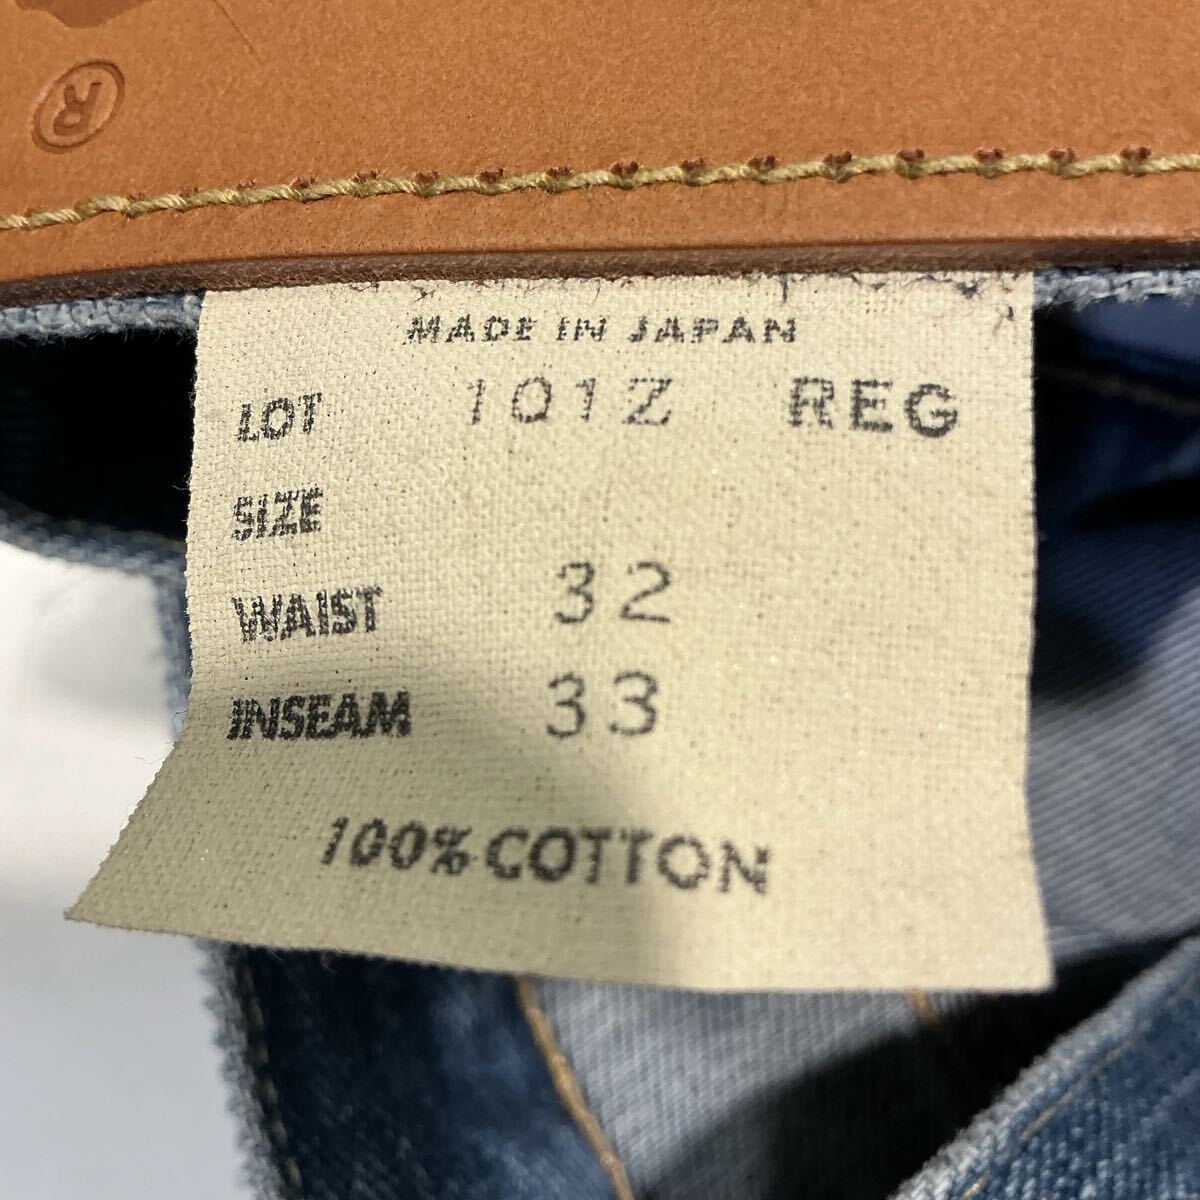 ®
MADE IN JAPAN
LOT 101Z REG
SIZE
WAIST 32
INSEAM 33
100% COTTON